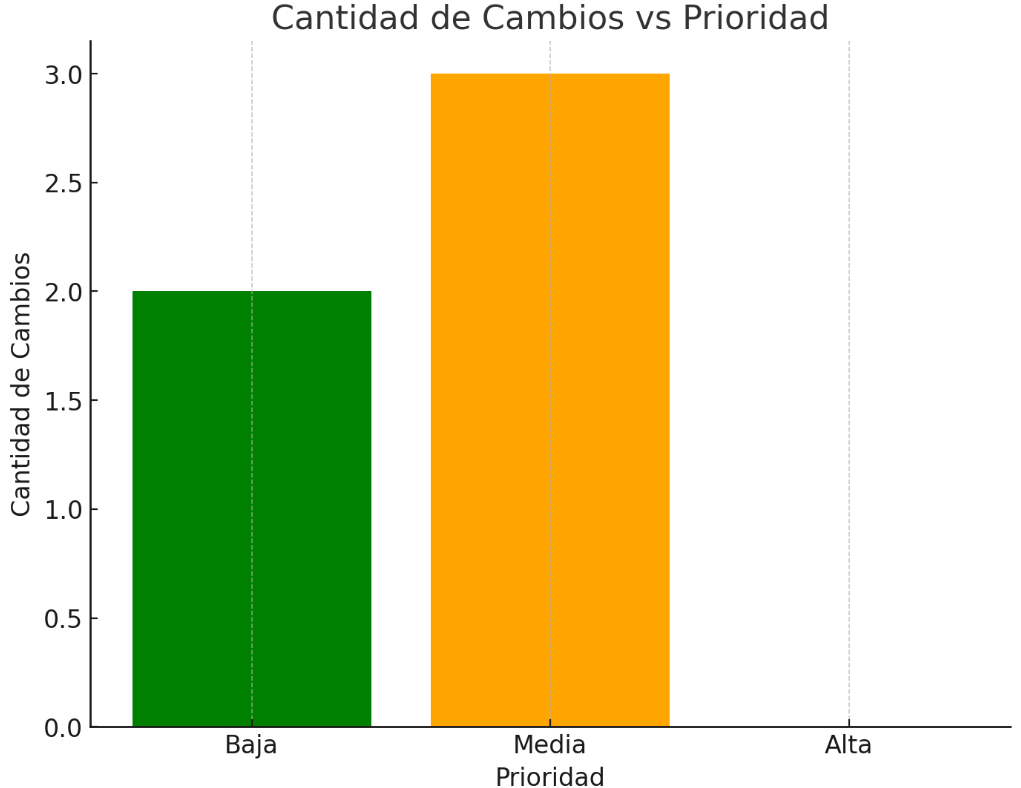 Cantidad de Cambios vs Prioridad
Cantidad de Cambios
3.0
2.5
2.0
1.5
1.0
0.5
0.0
Baja
Media
Alta
Prioridad